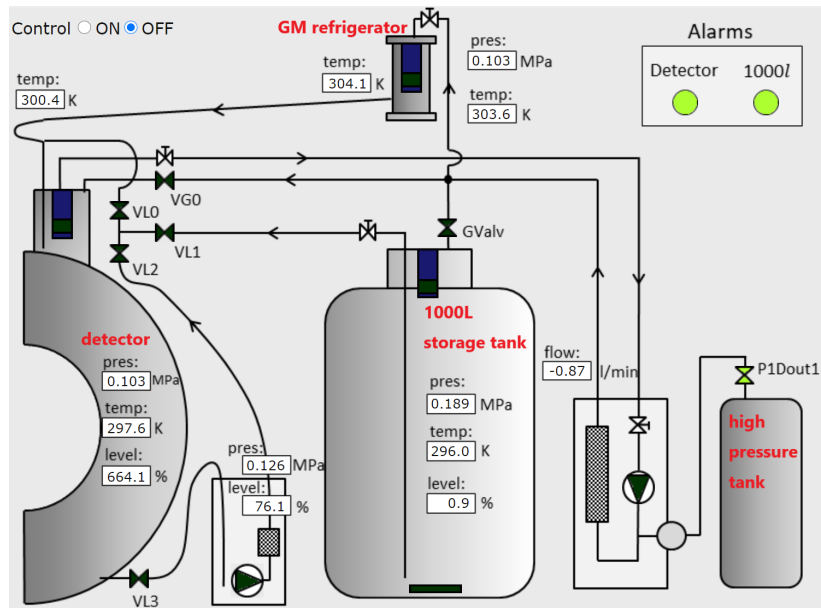 Control ON OFF
GM refrigerator
pres:
0.103 MPa
temp:
303.6 K
temp:
304.1 K
temp:
300.4 K
Alarms
Detector 1000l
VG0
VL0
VL1
VL2
GValv
detector
pres:
0.103 MPa
temp:
297.6 K
level:
664.1 %
pres:
0.126 MPa
level:
76.1 %
VL3
1000L
storage tank
pres:
0.189 MPa
temp:
296.0 K
level:
0.9 %
flow:
-0.87 l/min
P1Dout1
high
pressure
tank